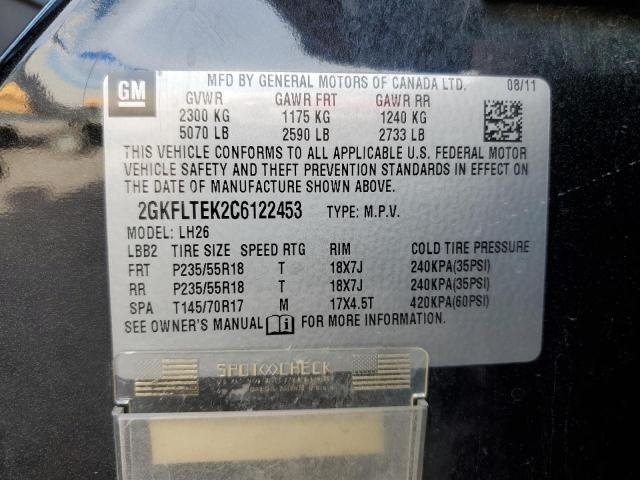 GM
MFD BY GENERAL MOTORS OF CANADA LTD. 08/11
GVWR GAWR FRT GAWR RR
2300 KG 1175 KG 1240 KG
5070 LB 2590 LB 2733 LB
THIS VEHICLE CONFORMS TO ALL APPLICABLE U.S. FEDERAL MOTOR
VEHICLE SAFETY AND THEFT PREVENTION STANDARDS IN EFFECT ON
THE DATE OF MANUFACTURE SHOWN ABOVE.
2GKFLTEK2C6122453 TYPE: M.P.V.
MODEL: LH26
LBB2 TIRE SIZE SPEED RTG RIM COLD TIRE PRESSURE
FRT P235/55R18 T 18X7J 240KPA(35PSI)
RR P235/55R18 T 18X7J 240KPA(35PSI)
SPA T145/70R17 M 17X4.5T 420KPA(60PSI)
SEE OWNER'S MANUAL FOR MORE INFORMATION.
SPOT CHECK